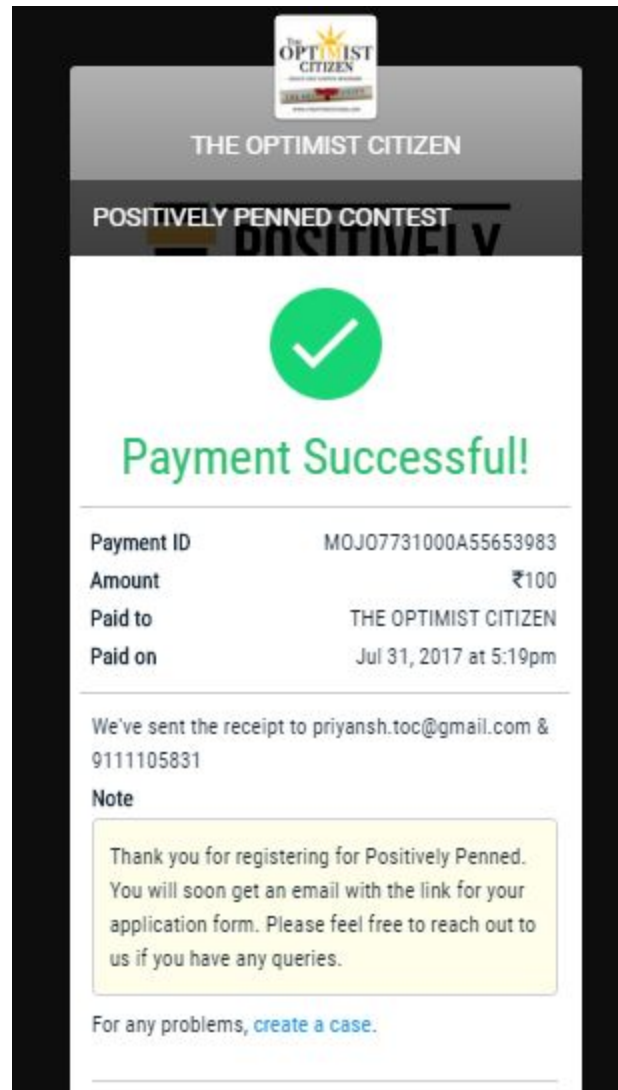 The
OPTIMIST
CITIZEN
THE OPTIMIST CITIZEN
POSITIVELY PENNED CONTEST
POSITIVELY
Payment Successful!
Payment ID MOJO7731000A55653983
Amount ₹100
Paid to THE OPTIMIST CITIZEN
Paid on Jul 31, 2017 at 5:19pm
We've sent the receipt to priyansh.toc@gmail.com &
9111105831
Note
Thank you for registering for Positively Penned.
You will soon get an email with the link for your
application form. Please feel free to reach out to
us if you have any queries.
For any problems, create a case.